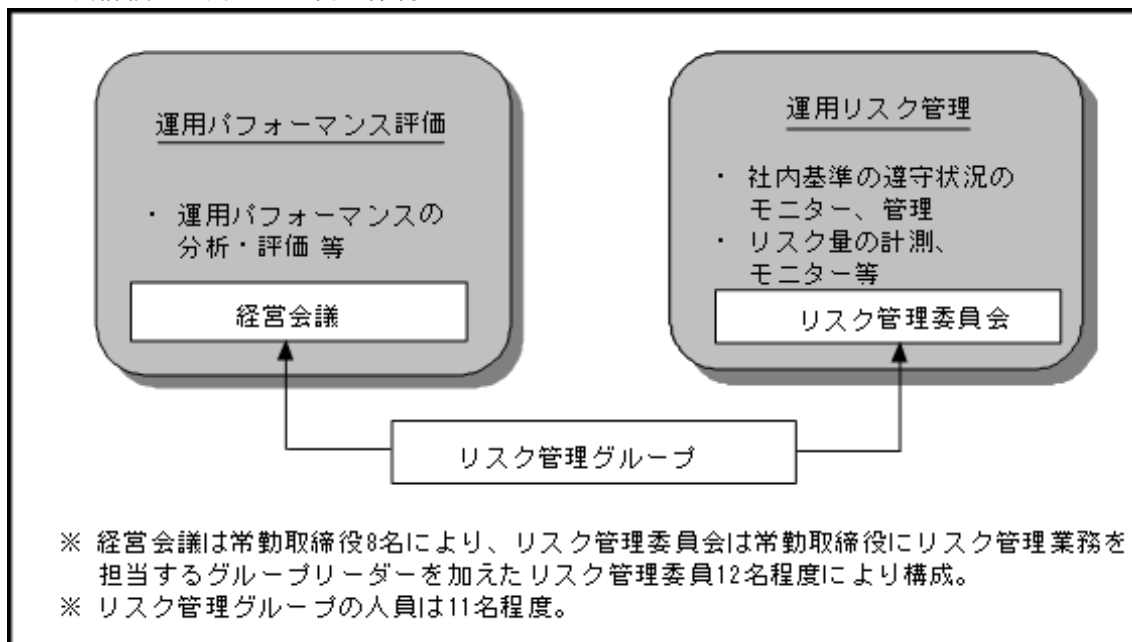 運用パフォーマンス評価
・ 運用パフォーマンスの
分析・評価 等
経営会議
運用リスク管理
・ 社内基準の遵守状況の
モニター、管理
・ リスク量の計測、
モニター等
リスク管理委員会
リスク管理グループ
※ 経営会議は常勤取締役8名により、リスク管理委員会は常勤取締役にリスク管理業務を
担当するグループリーダーを加えたリスク管理委員12名程度により構成。
※ リスク管理グループの人員は11名程度。